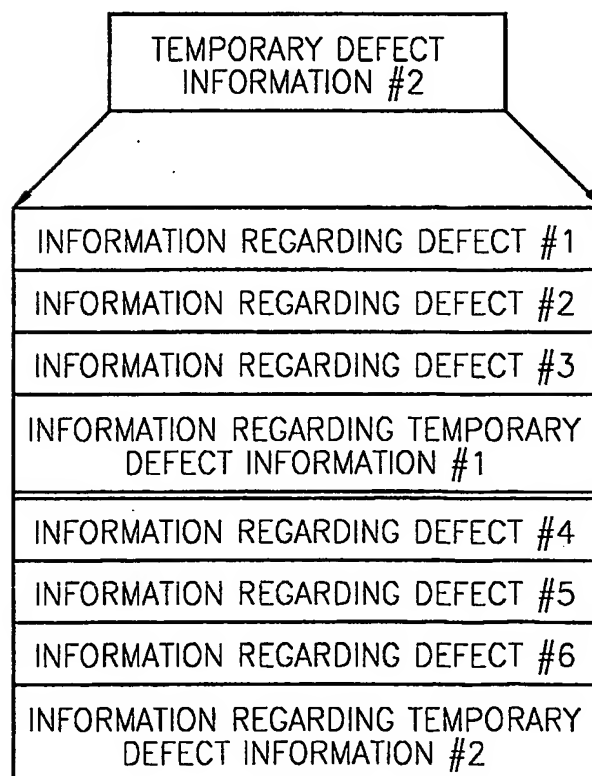 TEMPORARY DEFECT
INFORMATION #2
INFORMATION REGARDING DEFECT #1
INFORMATION REGARDING DEFECT #2
INFORMATION REGARDING DEFECT #3
INFORMATION REGARDING TEMPORARY
DEFECT INFORMATION #1
INFORMATION REGARDING DEFECT #4
INFORMATION REGARDING DEFECT #5
INFORMATION REGARDING DEFECT #6
INFORMATION REGARDING TEMPORARY
DEFECT INFORMATION #2